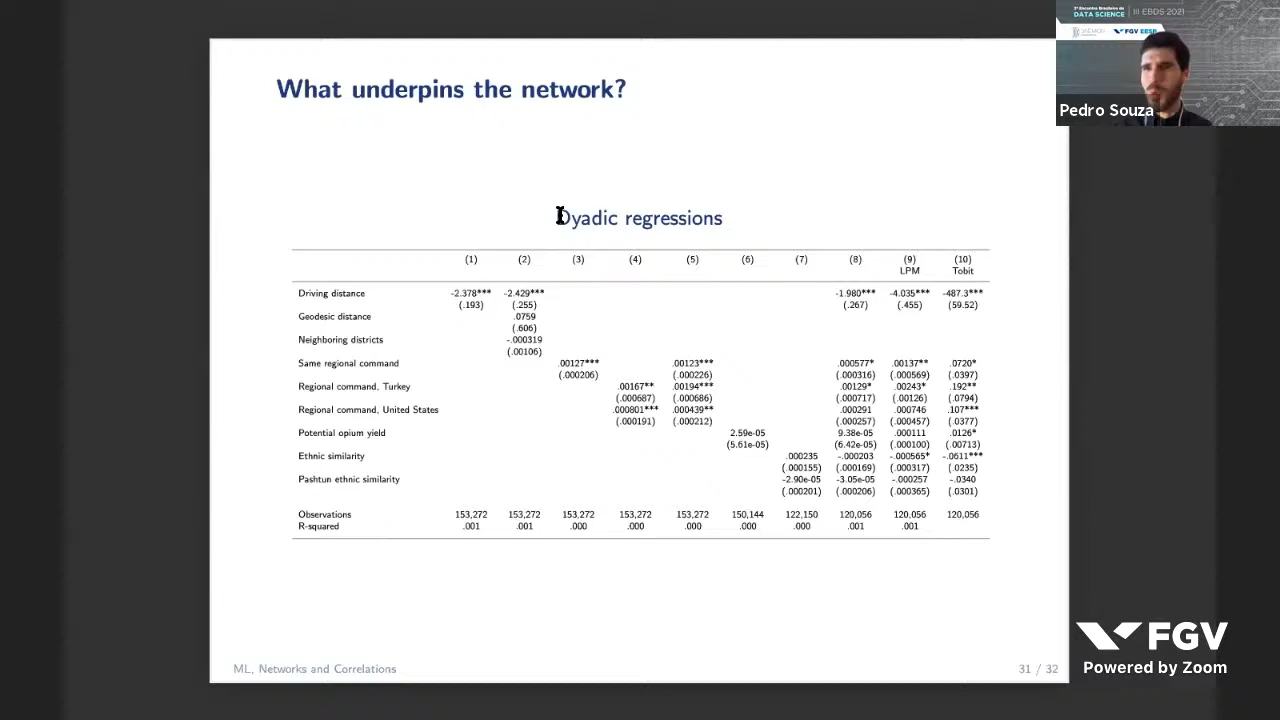 DATA SCIENCE
III EBDS 2021
FGV EESP
Pedro Souza
What underpins the network?
Dyadic regressions
(1) (2) (3) (4) (5) (6) (7) (8) (9) (10)
LPM Tobit
Driving distance -2.378*** -2.429*** -1.980*** -4.035*** -487.3***
(.193) (.255) (.267) (.455) (59.52)
Geodesic distance .0759
(.606)
Neighboring districts -.000319
(.00106)
Same regional command .00127*** .00123*** .000577* .00137** .0720*
(.000206) (.000226) (.000316) (.000569) (.0397)
Regional command, Turkey .00167** .00194*** .00129* .00243* .192**
(.000687) (.000686) (.000717) (.00126) (.0794)
Regional command, United States .000801*** .000439** .000291 .000746 .107***
(.000191) (.000212) (.000257) (.000457) (.0377)
Potential opium yield 2.59e-05 9.38e-05 .000111 .0126*
(5.61e-05) (6.42e-05) (.000100) (.00713)
Ethnic similarity .000235 -.000203 -.000565* -.0611***
(.000155) (.000169) (.000317) (.0235)
Pashtun ethnic similarity -2.90e-05 -3.05e-05 -.000257 -.0340
(.000201) (.000206) (.000365) (.0301)
Observations 153,272 153,272 153,272 153,272 153,272 150,144 122,150 120,056 120,056 120,056
R-squared .001 .001 .000 .000 .000 .000 .000 .001 .001
ML, Networks and Correlations
31 / 32
FGV
Powered by Zoom